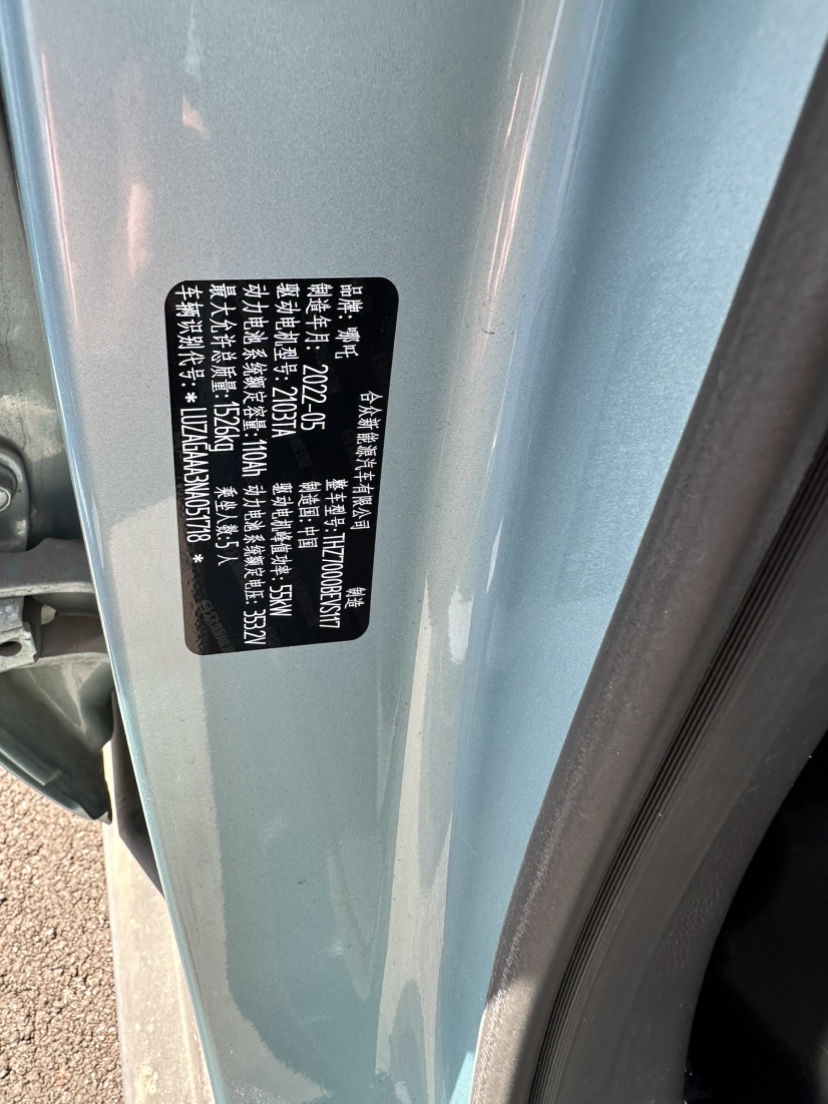 合众新能源汽车有限公司 制造
品牌：哪吒 整车型号：THZ7000BEVS117
制造年月：2022-05 制造国：中国
驱动电机型号：2103TA 驱动电机峰值功率：55kW
动力电池系统额定容量：110Ah 动力电池系统额定电压：353.2V
最大允许总质量：1526kg 乘坐人数：5人
车辆识别代号：*LUZAGAAA3NA051718*